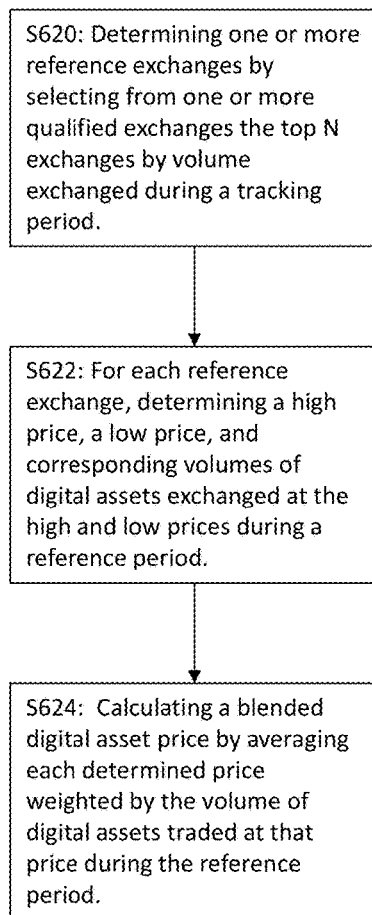 S620: Determining one or more
reference exchanges by
selecting from one or more
qualified exchanges the top N
exchanges by volume
exchanged during a tracking
period.
S622: For each reference
exchange, determining a high
price, a low price, and
corresponding volumes of
digital assets exchanged at the
high and low prices during a
reference period.
S624: Calculating a blended
digital asset price by averaging
each determined price
weighted by the volume of
digital assets traded at that
price during the reference
period.